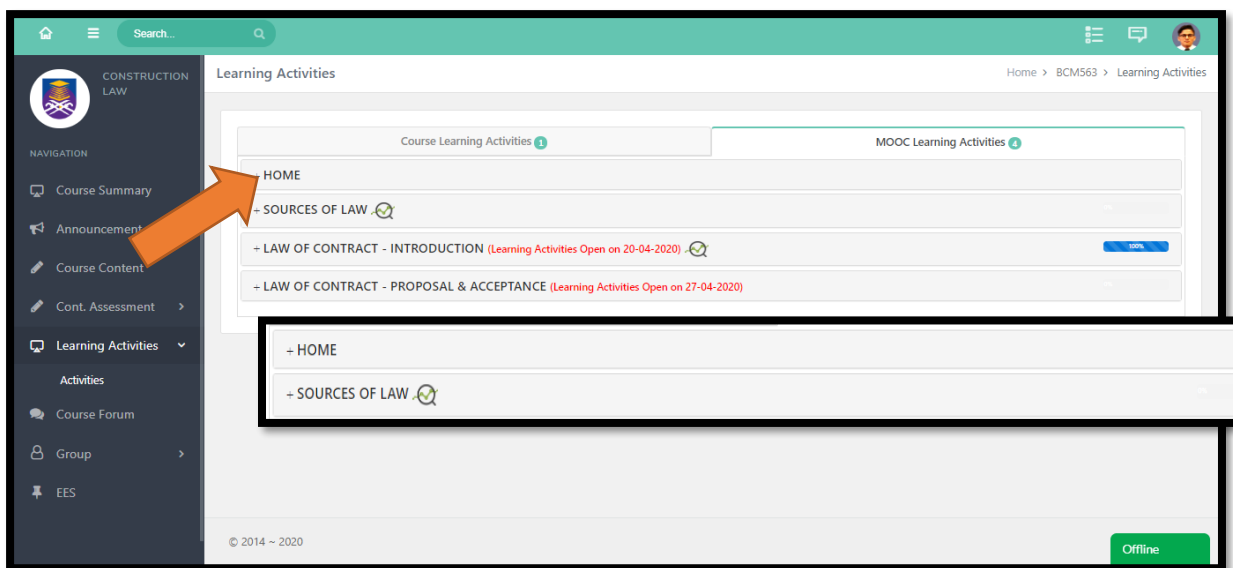 Search...
CONSTRUCTION
LAW
Learning Activities
Home > BCM563 > Learning Activities
NAVIGATION
Course Summary
Announcement
Course Content
Cont. Assessment >
Learning Activities
Activities
Course Forum
Group >
EES
Course Learning Activities 1
MOOC Learning Activities 4
HOME
+ SOURCES OF LAW
+ LAW OF CONTRACT - INTRODUCTION (Learning Activities Open on 20-04-2020)
100%
+ LAW OF CONTRACT - PROPOSAL & ACCEPTANCE (Learning Activities Open on 27-04-2020)
+ HOME
+ SOURCES OF LAW
© 2014 ~ 2020
Offline